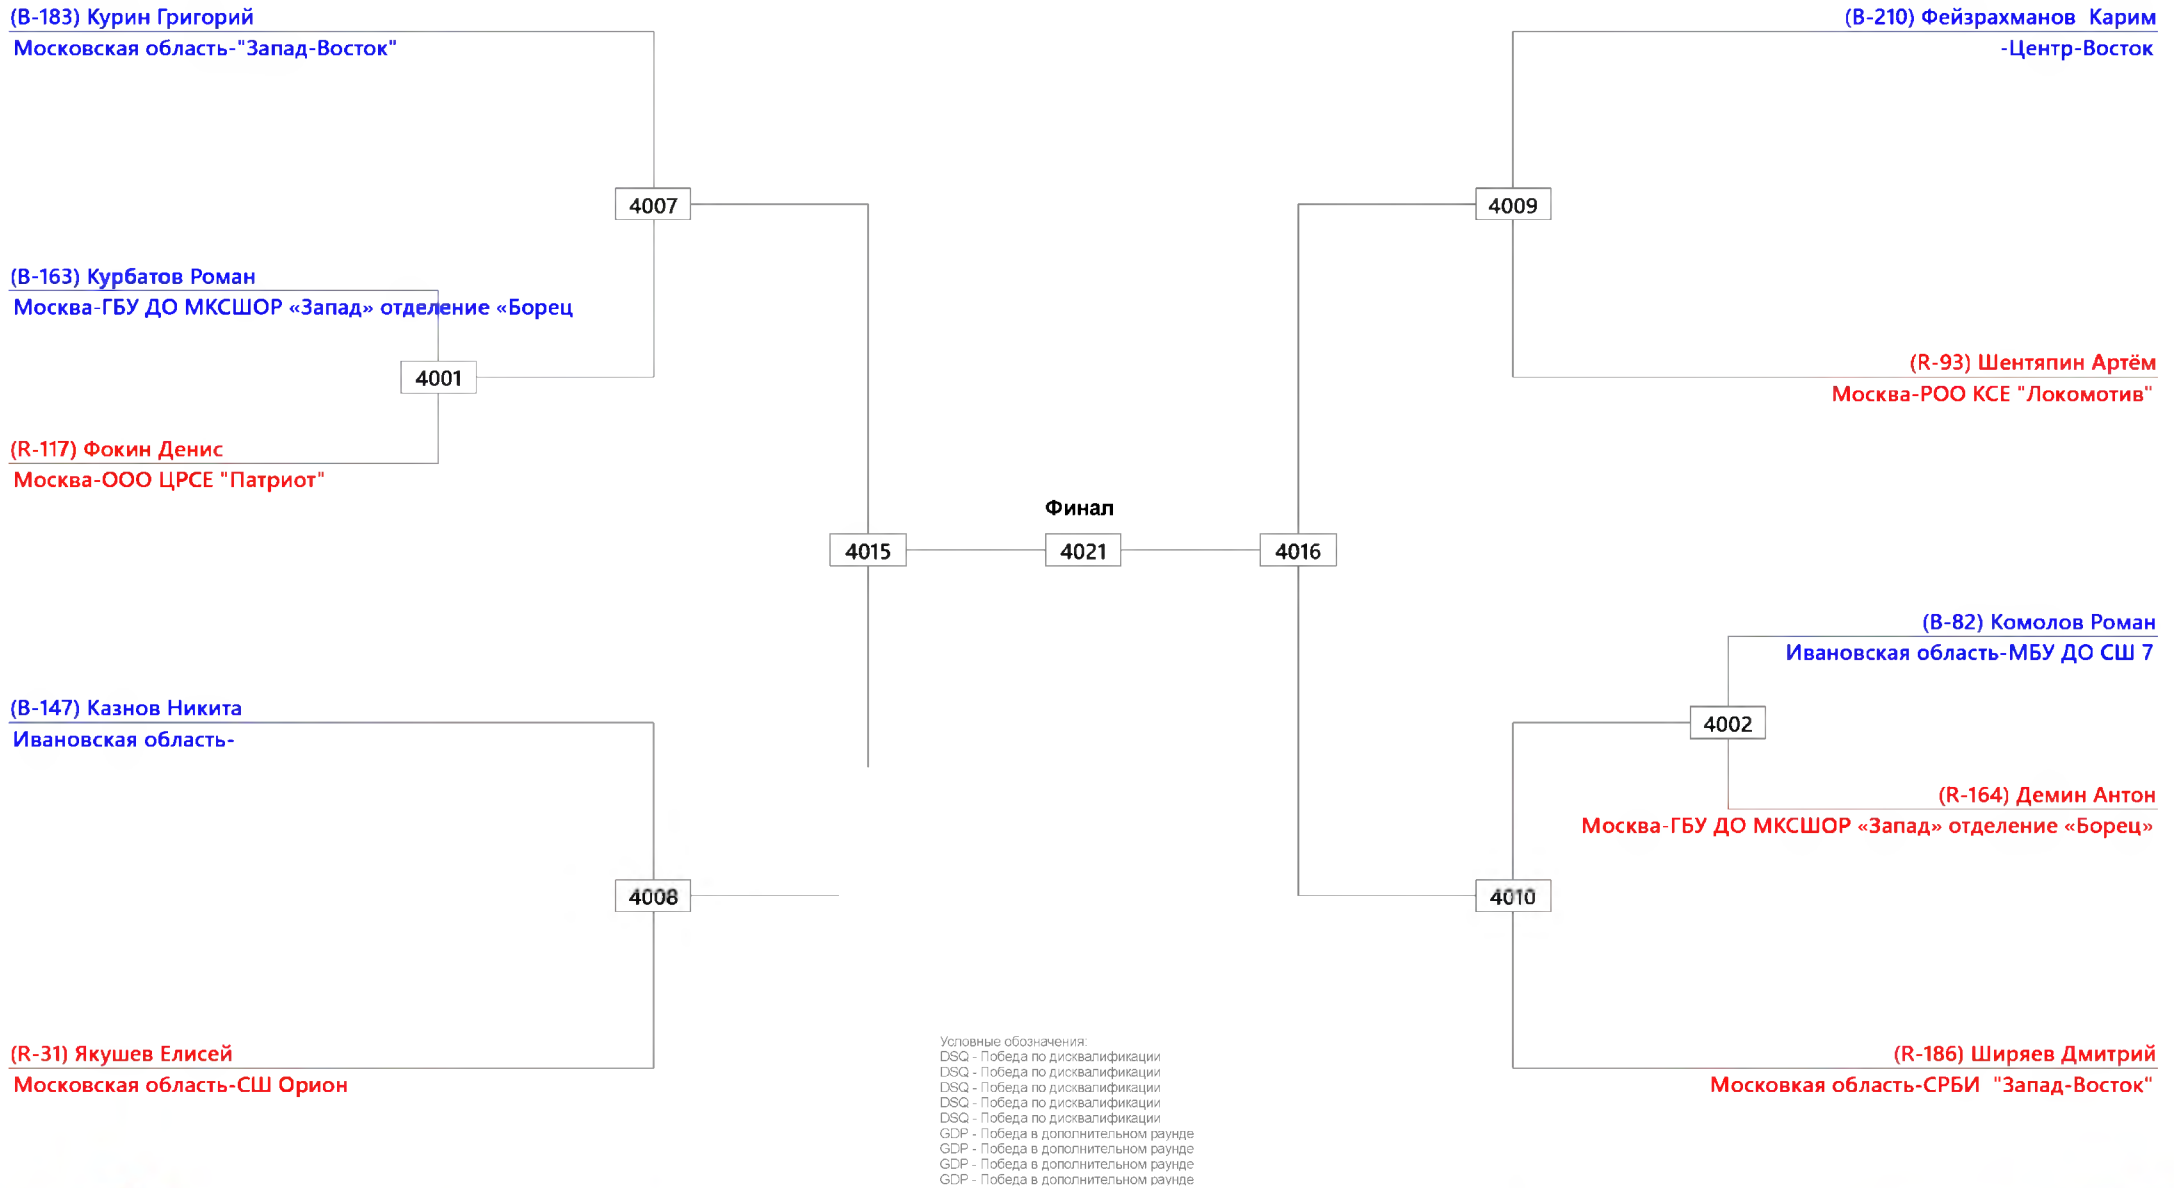 (B-183) Курин Григорий
Московская область-"Запад-Восток"
(B-210) Фейзрахманов  Карим
-Центр-Восток
4007
4009
(B-163) Курбатов Роман
Москва-ГБУ ДО МКСШОР «Запад» отделение «Борец
4001
(R-93) Шентяпин Артём
Москва-РОО КСЕ "Локомотив"
(R-117) Фокин Денис
Москва-ООО ЦРСЕ "Патриот"
Финал
4015
4021
4016
(B-82) Комолов Роман
Ивановская область-МБУ ДО СШ 7
(B-147) Казнов Никита
Ивановская область-
4002
(R-164) Демин Антон
Москва-ГБУ ДО МКСШОР «Запад» отделение «Борец»
4008
4010
(R-31) Якушев Елисей
Московская область-СШ Орион
(R-186) Ширяев Дмитрий
Московкая область-СРБИ  "Запад-Восток"
Условные обозначения:
DSQ - Победа по дисквалификации
DSQ - Победа по дисквалификации
DSQ - Победа по дисквалификации
DSQ - Победа по дисквалификации
DSQ - Победа по дисквалификации
GDP - Победа в дополнительном раунде
GDP - Победа в дополнительном раунде
GDP - Победа в дополнительном раунде
GDP - Победа в дополнительном раунде